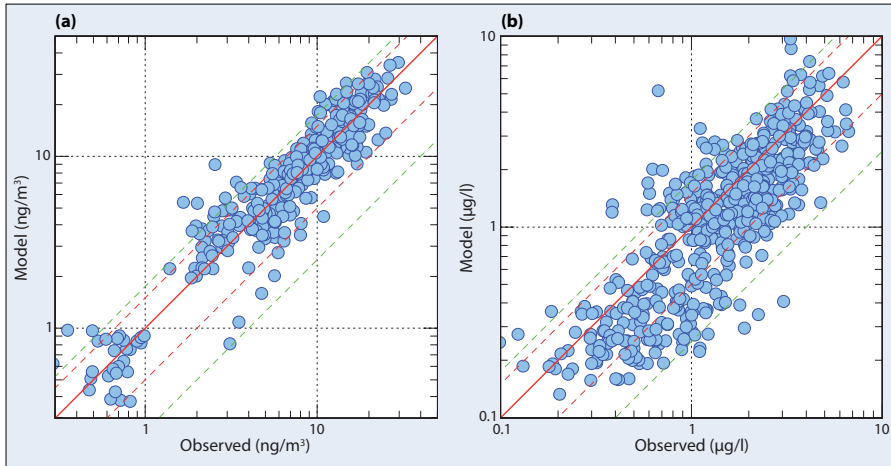 (a)
10
1
Model (ng/m³)
1
10
Observed (ng/m³)
(b)
10
1
0.1
Model (µg/l)
0.1
1
10
Observed (µg/l)